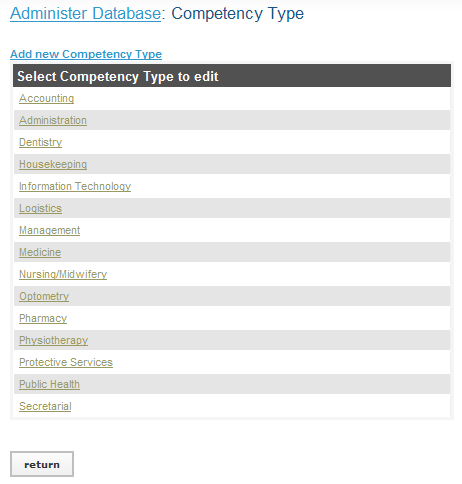 Administer Database: Competency Type
Add new Competency Type
Select Competency Type to edit
Accounting
Administration
Dentistry
Housekeeping
Information Technology
Logistics
Management
Medicine
Nursing/Midwifery
Optometry
Pharmacy
Physiotherapy
Protective Services
Public Health
Secretarial
return